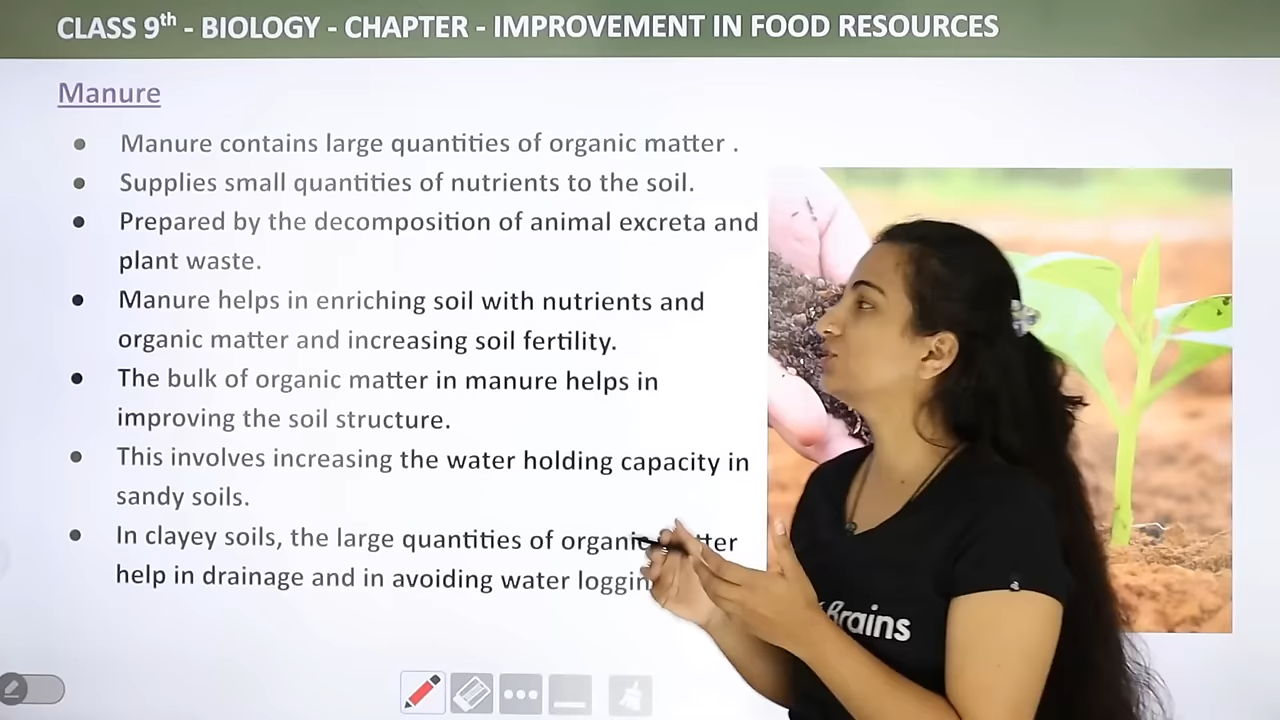 CLASS 9th - BIOLOGY - CHAPTER - IMPROVEMENT IN FOOD RESOURCES
Manure
● Manure contains large quantities of organic matter .
● Supplies small quantities of nutrients to the soil.
● Prepared by the decomposition of animal excreta and
plant waste.
● Manure helps in enriching soil with nutrients and
organic matter and increasing soil fertility.
● The bulk of organic matter in manure helps in
improving the soil structure.
● This involves increasing the water holding capacity in
sandy soils.
● In clayey soils, the large quantities of organic
help in drainage and in avoiding water
Brains